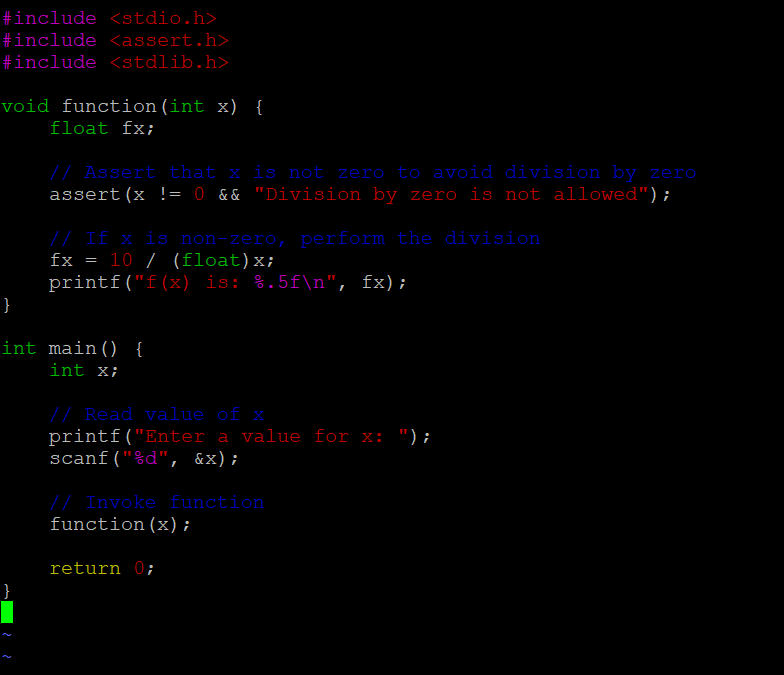 #include <stdio.h>
#include <assert.h>
#include <stdlib.h>

void function(int x) {
    float fx;

    // Assert that x is not zero to avoid division by zero
    assert(x != 0 && "Division by zero is not allowed");

    // If x is non-zero, perform the division
    fx = 10 / (float)x;
    printf("f(x) is: %.5f\n", fx);
}

int main() {
    int x;

    // Read value of x
    printf("Enter a value for x: ");
    scanf("%d", &x);

    // Invoke function
    function(x);

    return 0;
}

~
~